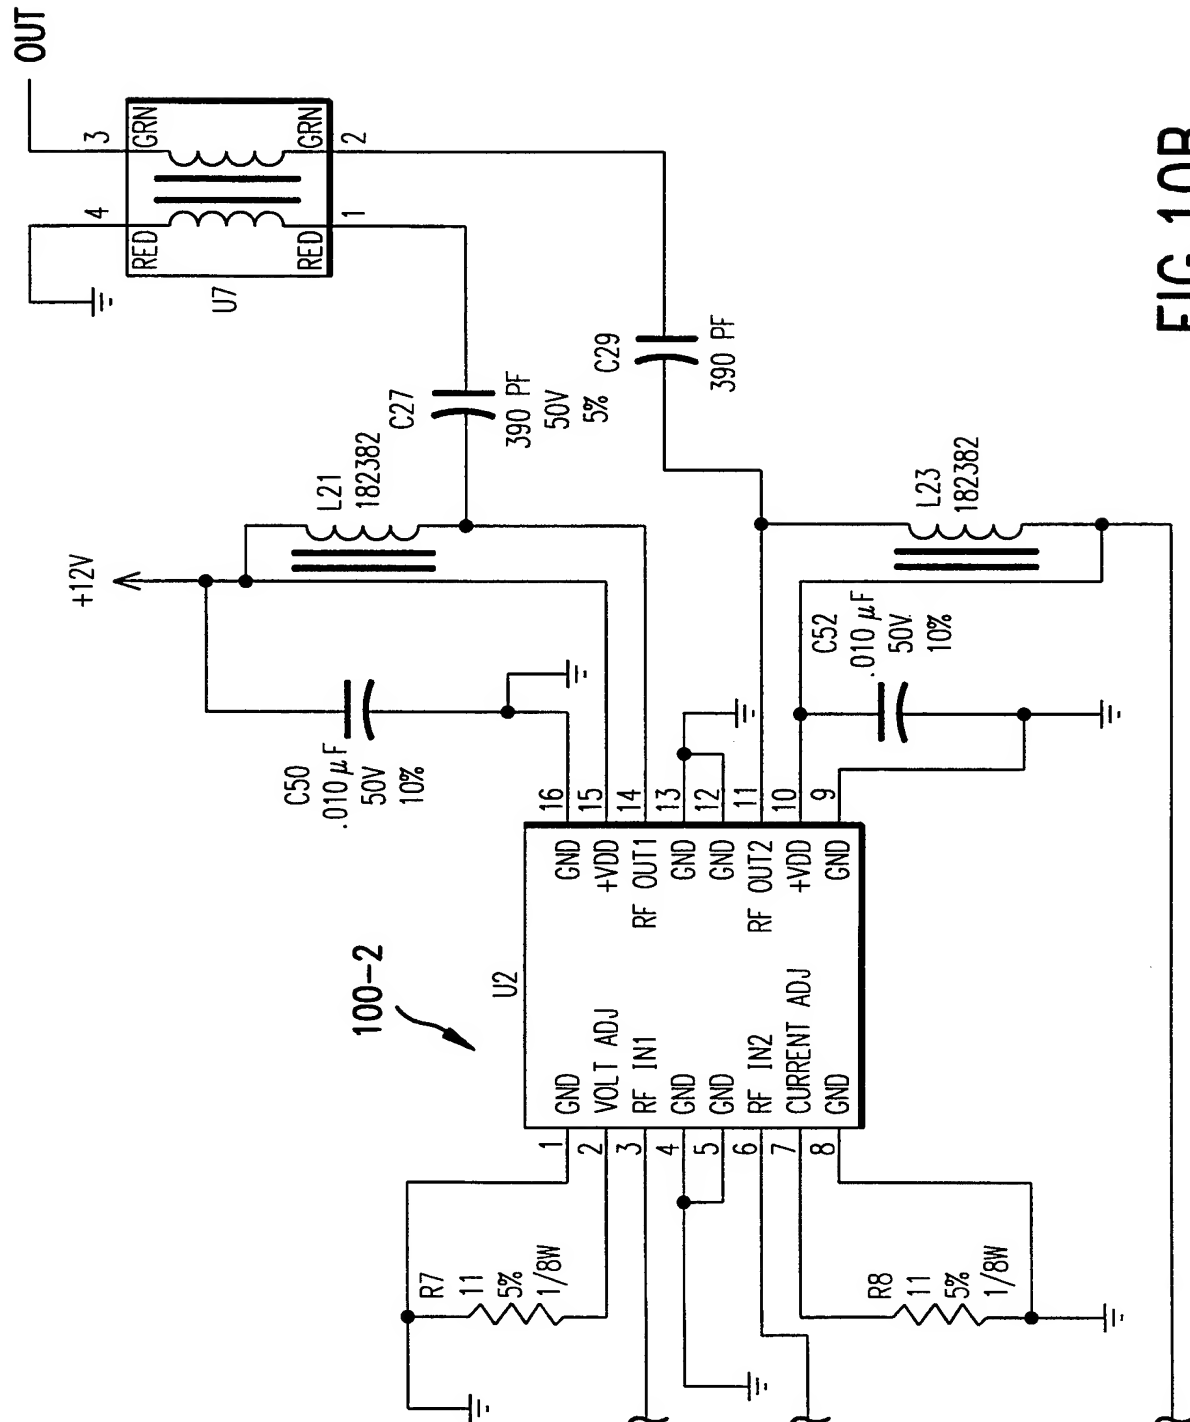 OUT
3
GRN
GRN
2
4
RED
RED
1
U7
C29
390 PF
C27
390 PF
50V
5%
L21
182382
+12V
L23
182382
C52
.010 µF
50V
10%
C50
.010 µF
50V
10%
16
15
14
13
12
11
10
9
GND
+VDD
RF OUT1
GND
GND
RF OUT2
+VDD
GND
U2
100-2
GND
VOLT ADJ
RF IN1
GND
GND
RF IN2
CURRENT ADJ
GND
1
2
3
4
5
6
7
8
R7
11
5%
1/8W
R8
11
5%
1/8W
FIG.10B